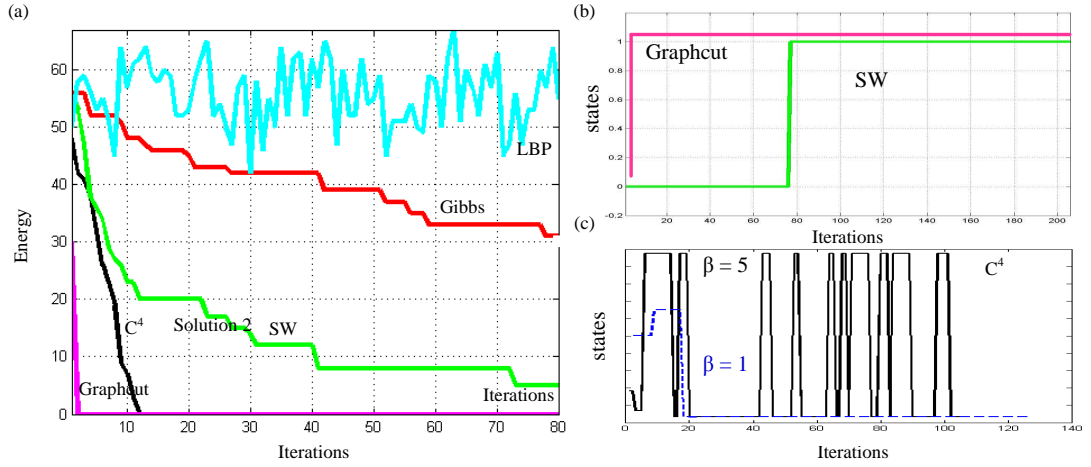 (a)
60
50
40
30
20
10
0
Energy
10 20 30 40 50 60 70 80
Iterations
LBP
Gibbs
C4
Solution 2
SW
Graphcut
Iterations
(b)
1
0.8
0.6
0.4
0.2
0
-0.2
states
20 40 60 80 100 120 140 160 180 200
Iterations
Graphcut
SW
(c)
β = 5
C4
β = 1
states
0 20 40 60 80 100 120 140
Iterations